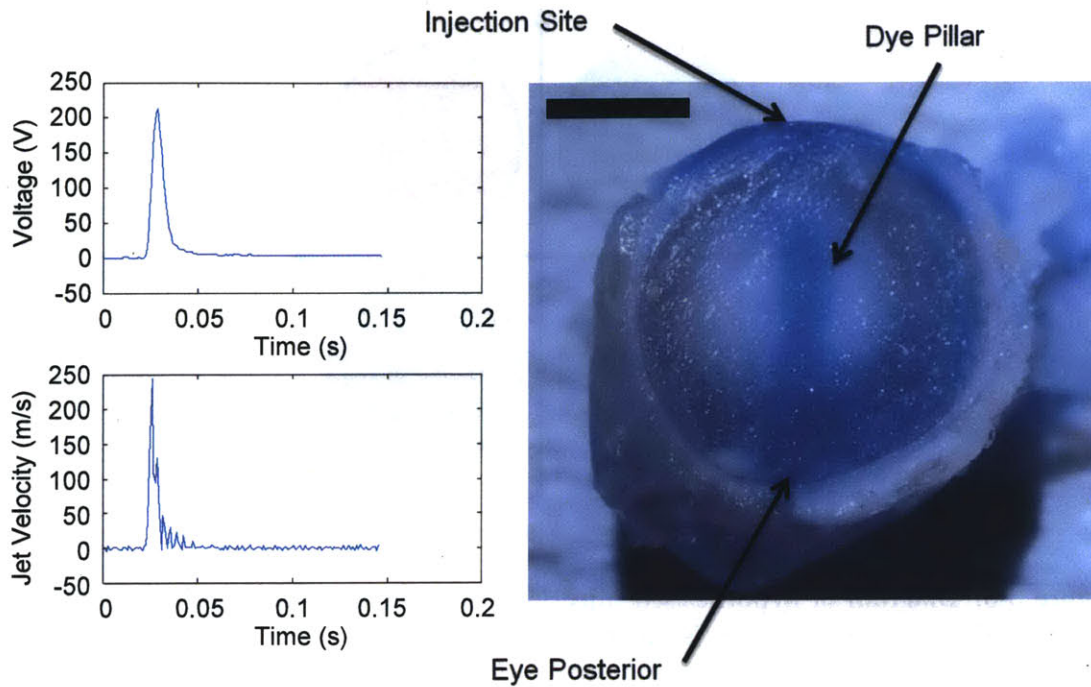 Injection Site
Dye Pillar
250
200
150
100
50
0
-50
Voltage (V)
0 0.05 0.1 0.15 0.2
Time (s)
250
200
150
100
50
0
-50
Jet Velocity (m/s)
0 0.05 0.1 0.15 0.2
Time (s)
Eye Posterior